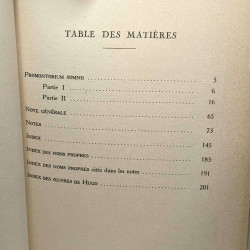 TABLE DES MATIÈRES
PROMONTORIUM SOMNII 5
Partie I 6
Partie II 16
NOTE GÉNÉRALE 65
NOTES 73
INDEX 145
INDEX DES NOMS PROPRES 183
INDEX DES NOMS PROPRES cités dans les notes 191
INDEX DES ŒUVRES DE HUGO 201